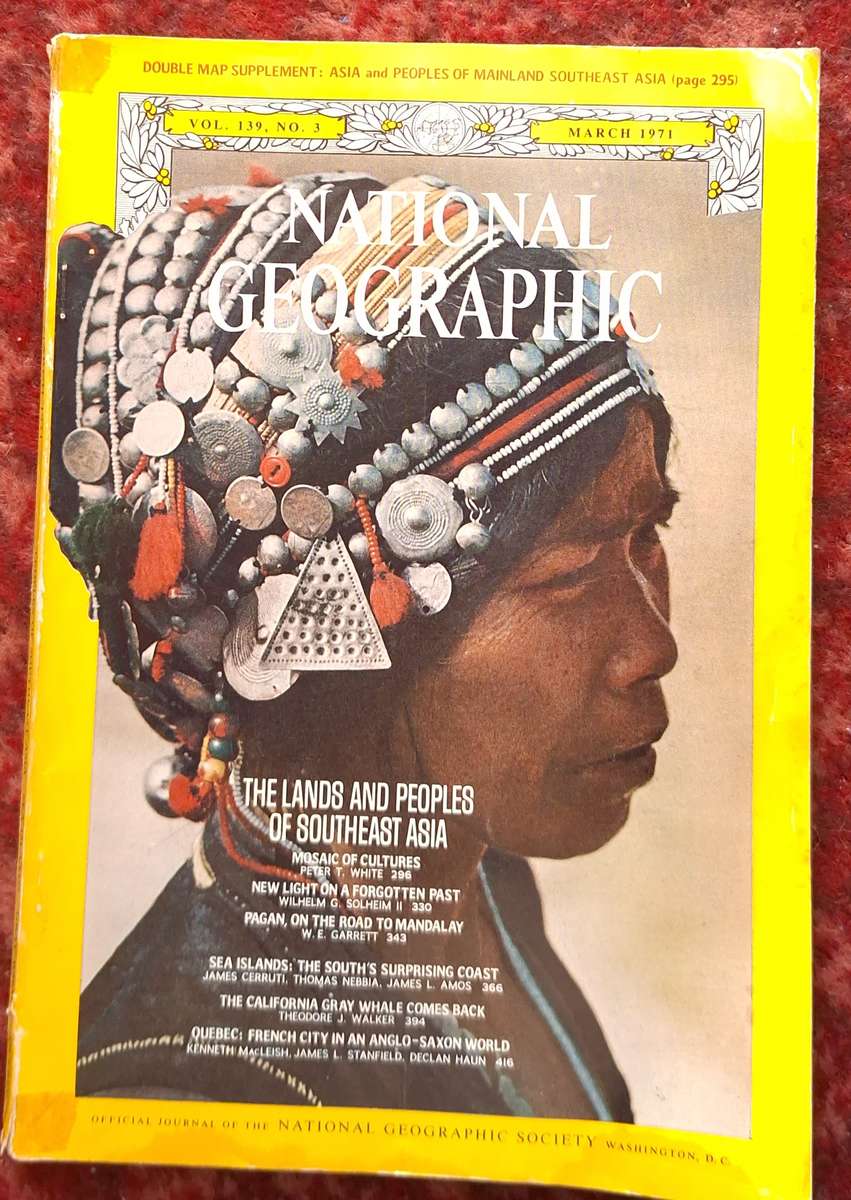 DOUBLE MAP SUPPLEMENT: ASIA and PEOPLES OF MAINLAND SOUTHEAST ASIA (page 295)
VOL. 139, NO. 3
MARCH 1971
NATIONAL
GEOGRAPHIC
THE LANDS AND PEOPLES
OF SOUTHEAST ASIA
MOSAIC OF CULTURES
PETER T. WHITE 296
NEW LIGHT ON A FORGOTTEN PAST
WILHELM G. SOLHEIM II 330
PAGAN, ON THE ROAD TO MANDALAY
W. E. GARRETT 343
SEA ISLANDS: THE SOUTH'S SURPRISING COAST
JAMES CERRUTI, THOMAS NEBBIA, JAMES L. AMOS 366
THE CALIFORNIA GRAY WHALE COMES BACK
THEODORE J. WALKER 394
QUEBEC: FRENCH CITY IN AN ANGLO-SAXON WORLD
KENNETH MacLEISH, JAMES L. STANFIELD, DECLAN HAUN 416
OFFICIAL JOURNAL OF THE NATIONAL GEOGRAPHIC SOCIETY WASHINGTON, D.C.